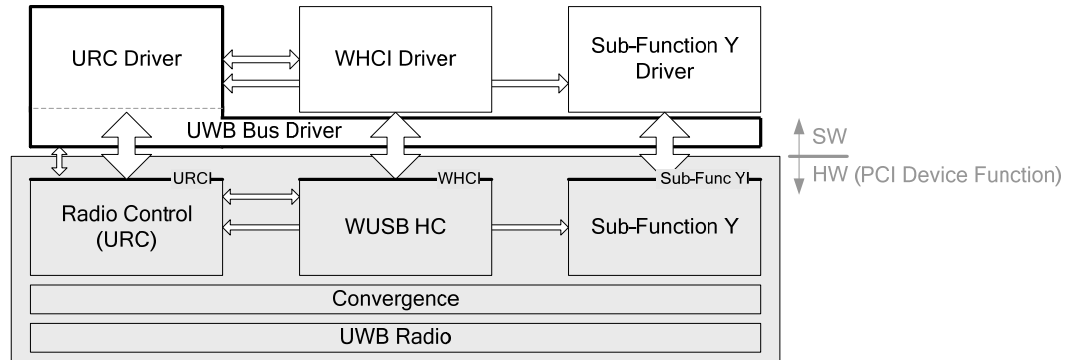 URC Driver
WHCI Driver
Sub-Function Y
Driver
UWB Bus Driver
SW
HW (PCI Device Function)
URCI
WHCI
Sub-Func YI
Radio Control
(URC)
WUSB HC
Sub-Function Y
Convergence
UWB Radio